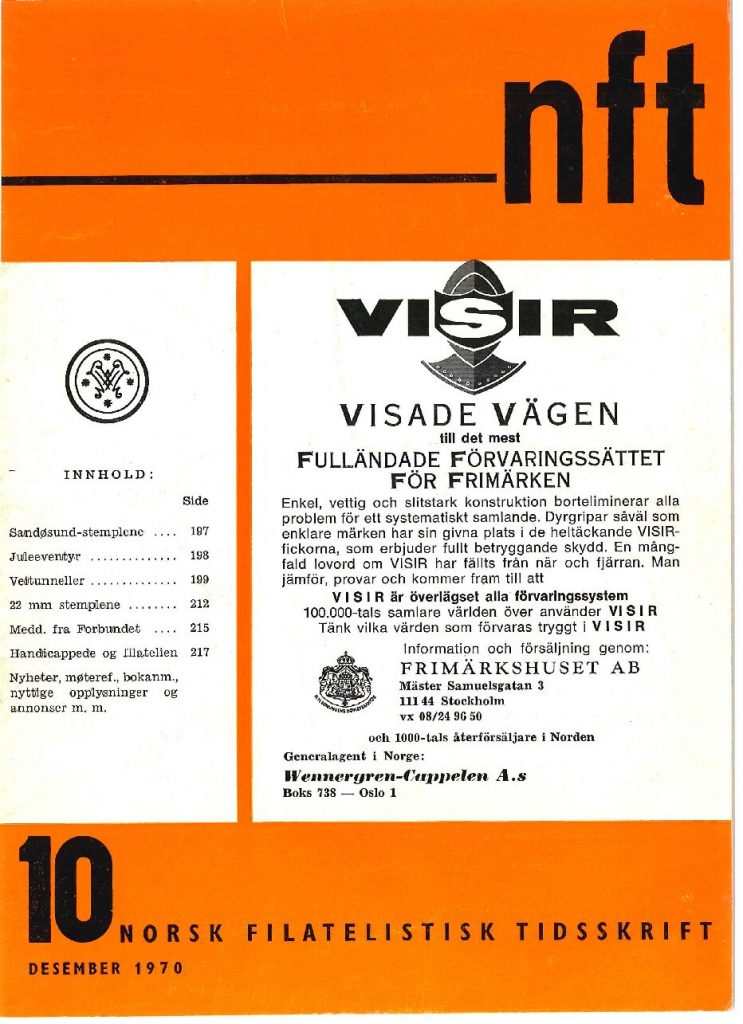 nft
INNHOLD:
Side
Sandøsund-stemplene .... 197
Juleeventyr .............. 198
Veitunneller .............. 199
22 mm stemplene ........ 212
Medd. fra Forbundet .... 215
Handicappede og filatelien 217
Nyheter, møteref., bokanm.,
nyttige opplysninger og
annonser m. m.
VISIR
VISADE VÄGEN
till det mest
FULLÄNDADE FÖRVARINGSSÄTTET
FÖR FRIMÄRKEN
Enkel, vettig och slitstark konstruktion borteliminerar alla
problem för ett systematiskt samlande. Dyrgripar såväl som
enklare märken har sin givna plats i de heltäckande VISIR-
fickorna, som erbjuder fullt betryggande skydd. En mång-
fald lovord om VISIR har fällts från när och fjärran. Man
jämför, provar och kommer fram till att
VISIR är överlägset alla förvaringssystem
100.000-tals samlare världen över använder VISIR
Tänk vilka värden som förvaras tryggt i VISIR
Information och försäljning genom:
FRIMÄRKSHUSET AB
Mäster Samuelsgatan 3
111 44 Stockholm
vx 08/24 96 50
och 1000-tals återförsäljare i Norden
Generalagent i Norge:
Wennergren-Cappelen A.s
Boks 738 — Oslo 1
10 NORSK FILATELISTISK TIDSSKRIFT
DESEMBER 1970